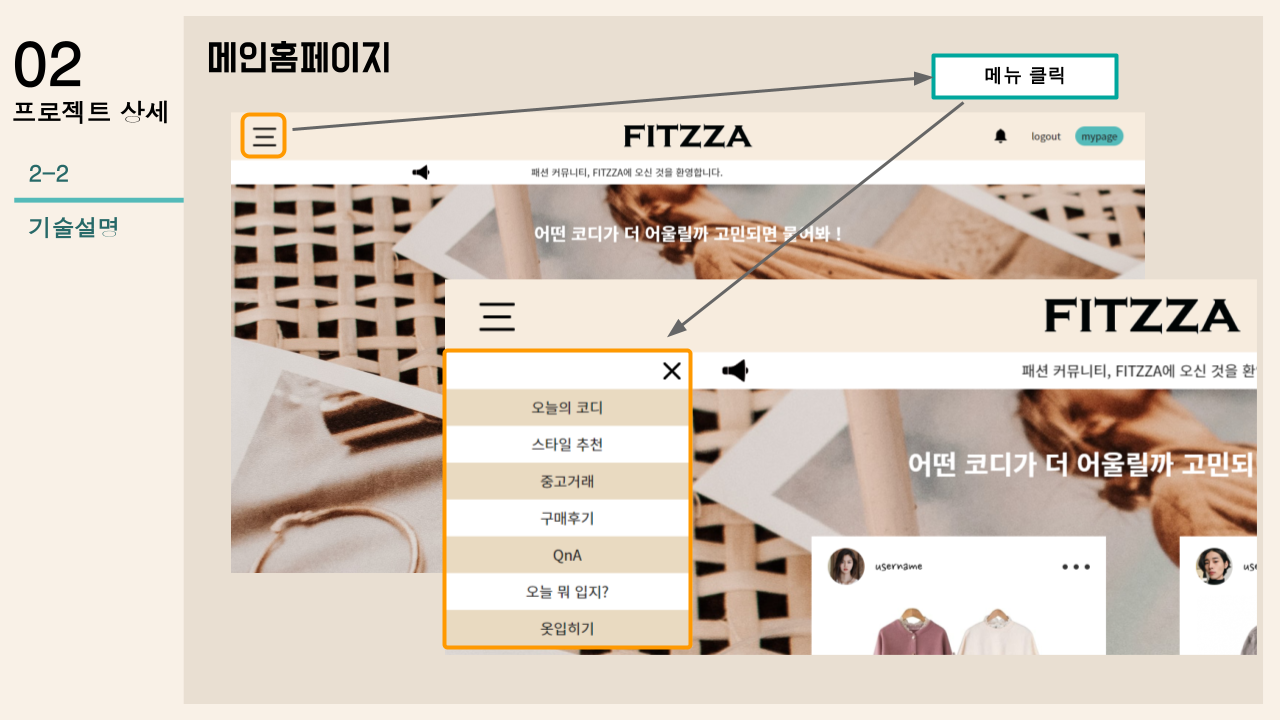 02
프로젝트 상세
2-2
기술설명
메인홈페이지
메뉴 클릭
FITZZA
logout
mypage
패션 커뮤니티, FITZZA에 오신 것을 환영합니다.
어떤 코디가 더 어울릴까 고민되면 물어봐 !
FITZZA
패션 커뮤니티, FITZZA에 오신 것을 환
오늘의 코디
스타일 추천
중고거래
구매후기
QnA
오늘 뭐 입지?
옷입히기
어떤 코디가 더 어울릴까 고민되
username
use